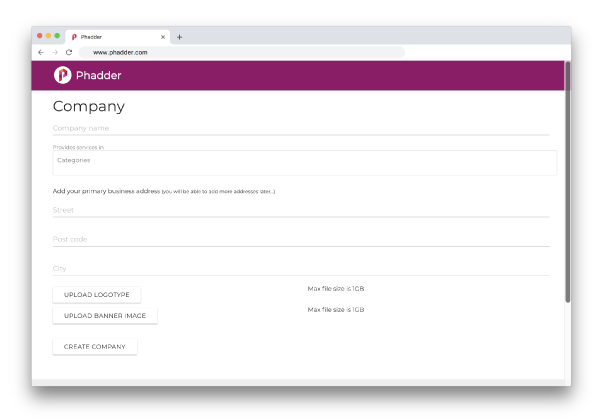 Phadder
www.phadder.com
Phadder
Company
Company name
Provides services in
Categories
Add your primary business address (you will be able to add more addresses later..)
Street
Post code
City
UPLOAD LOGOTYPE Max file size is 1GB
UPLOAD BANNER IMAGE Max file size is 1GB
CREATE COMPANY